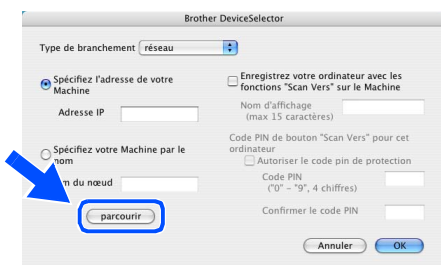 Brother DeviceSelector
Type de branchement réseau
Spécifiez l'adresse de votre
Machine
Adresse IP
Spécifiez votre Machine par le
nom
m du nœud
parcourir
Enregistrez votre ordinateur avec les
fonctions "Scan Vers" sur le Machine
Nom d'affichage
(max 15 caractères)
Code PIN de bouton "Scan Vers" pour cet
ordinateur
Autoriser le code pin de protection
Code PIN
("0" – "9", 4 chiffres)
Confirmer le code PIN
Annuler OK